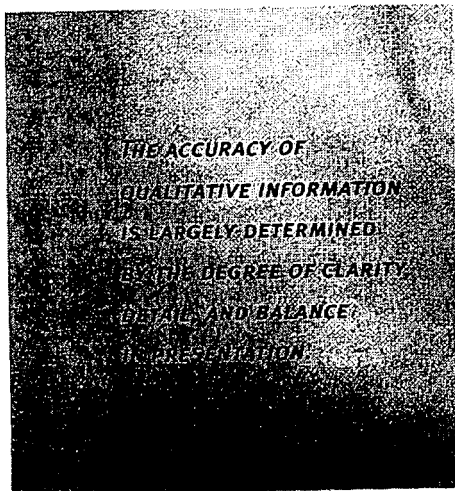 THE ACCURACY OF
QUALITATIVE INFORMATION
IS LARGELY DETERMINED
BY THE DEGREE OF CLARITY,
DETAIL, AND BALANCE
PRESENTATION